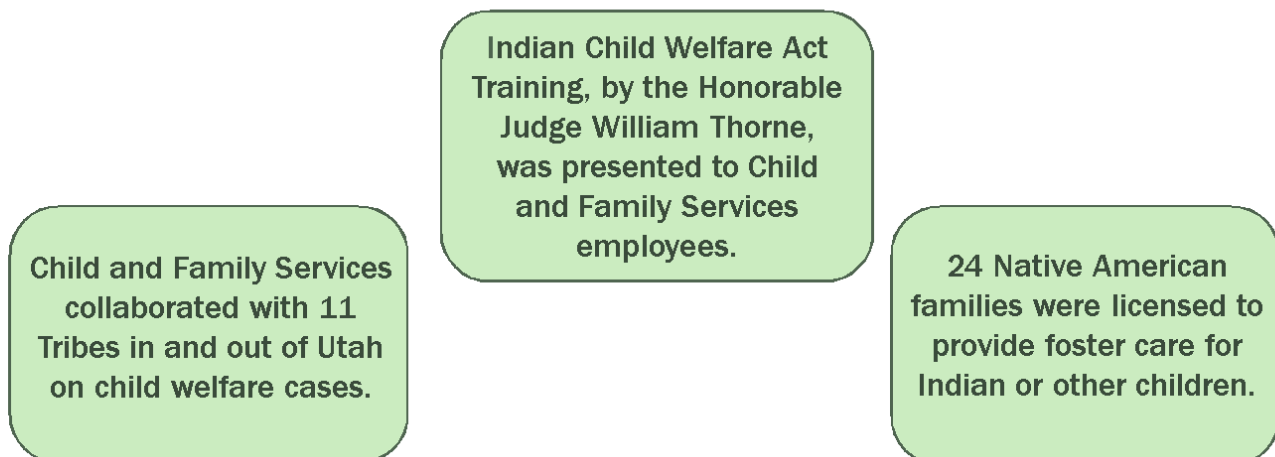 Indian Child Welfare Act
Training, by the Honorable
Judge William Thorne,
was presented to Child
and Family Services
employees.
Child and Family Services
collaborated with 11
Tribes in and out of Utah
on child welfare cases.
24 Native American
families were licensed to
provide foster care for
Indian or other children.